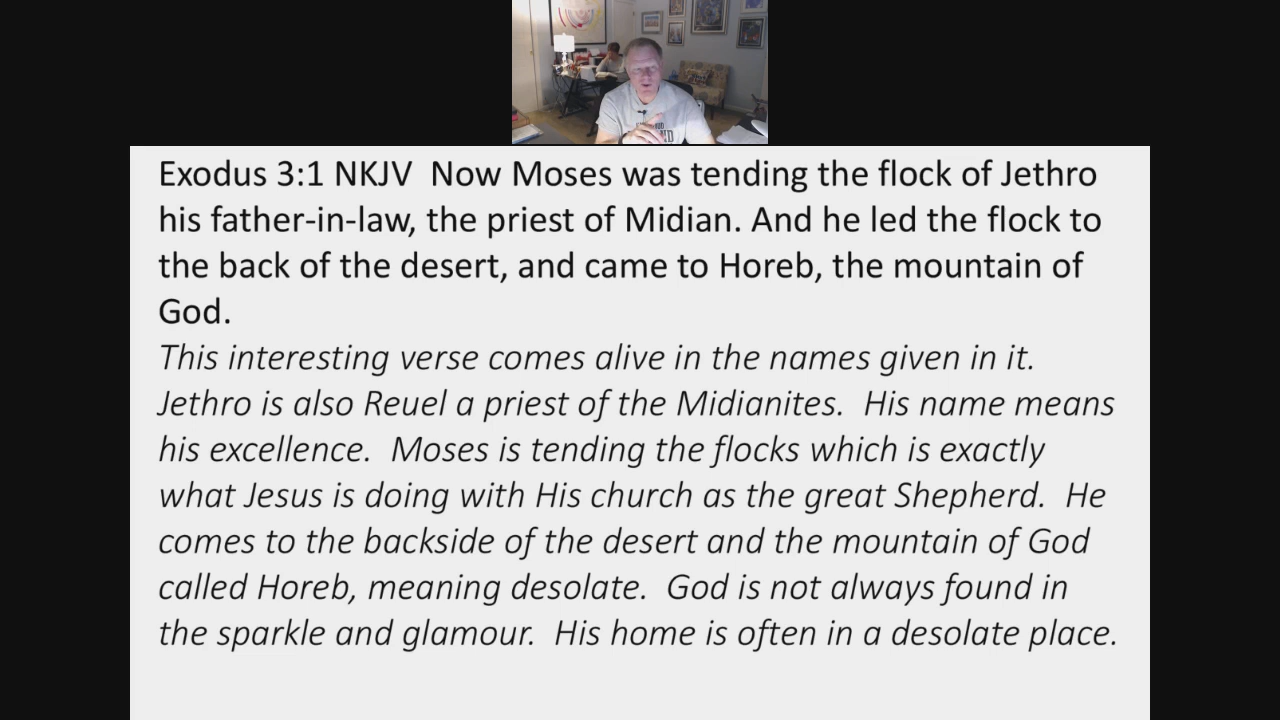 Exodus 3:1 NKJV  Now Moses was tending the flock of Jethro
his father-in-law, the priest of Midian. And he led the flock to
the back of the desert, and came to Horeb, the mountain of
God.
This interesting verse comes alive in the names given in it.
Jethro is also Reuel a priest of the Midianites.  His name means
his excellence.  Moses is tending the flocks which is exactly
what Jesus is doing with His church as the great Shepherd.  He
comes to the backside of the desert and the mountain of God
called Horeb, meaning desolate.  God is not always found in
the sparkle and glamour.  His home is often in a desolate place.